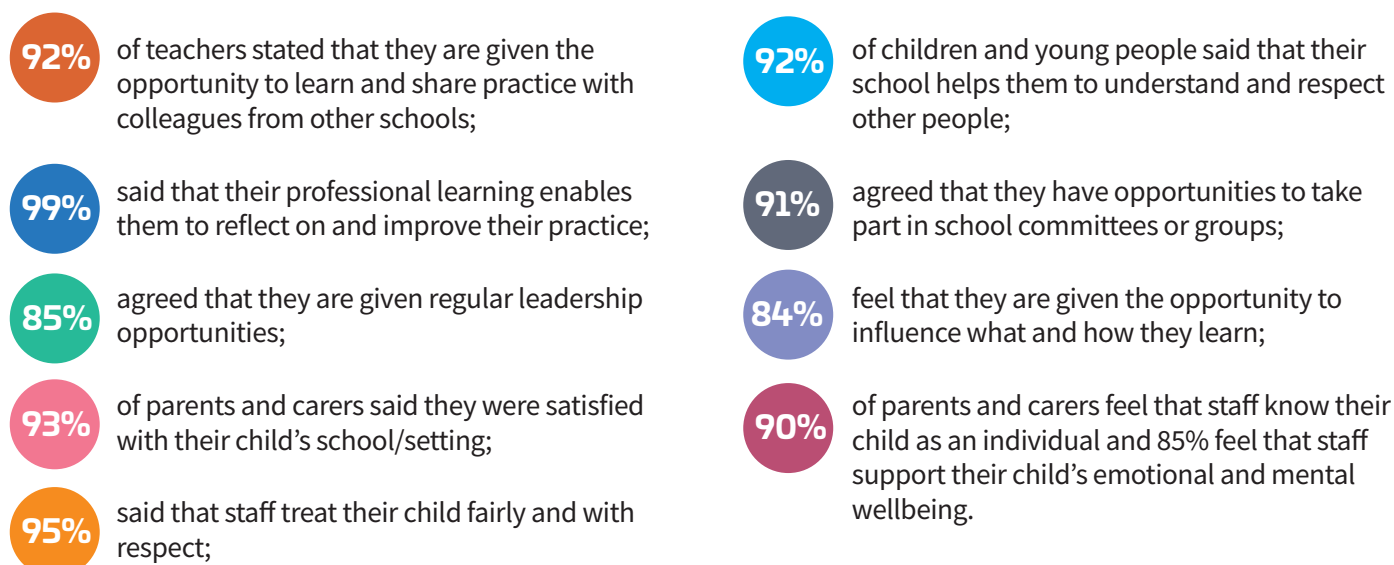 92%
of teachers stated that they are given the
opportunity to learn and share practice with
colleagues from other schools;
99%
said that their professional learning enables
them to reflect on and improve their practice;
85%
agreed that they are given regular leadership
opportunities;
93%
of parents and carers said they were satisfied
with their child’s school/setting;
95%
said that staff treat their child fairly and with
respect;
92%
of children and young people said that their
school helps them to understand and respect
other people;
91%
agreed that they have opportunities to take
part in school committees or groups;
84%
feel that they are given the opportunity to
influence what and how they learn;
90%
of parents and carers feel that staff know their
child as an individual and 85% feel that staff
support their child’s emotional and mental
wellbeing.